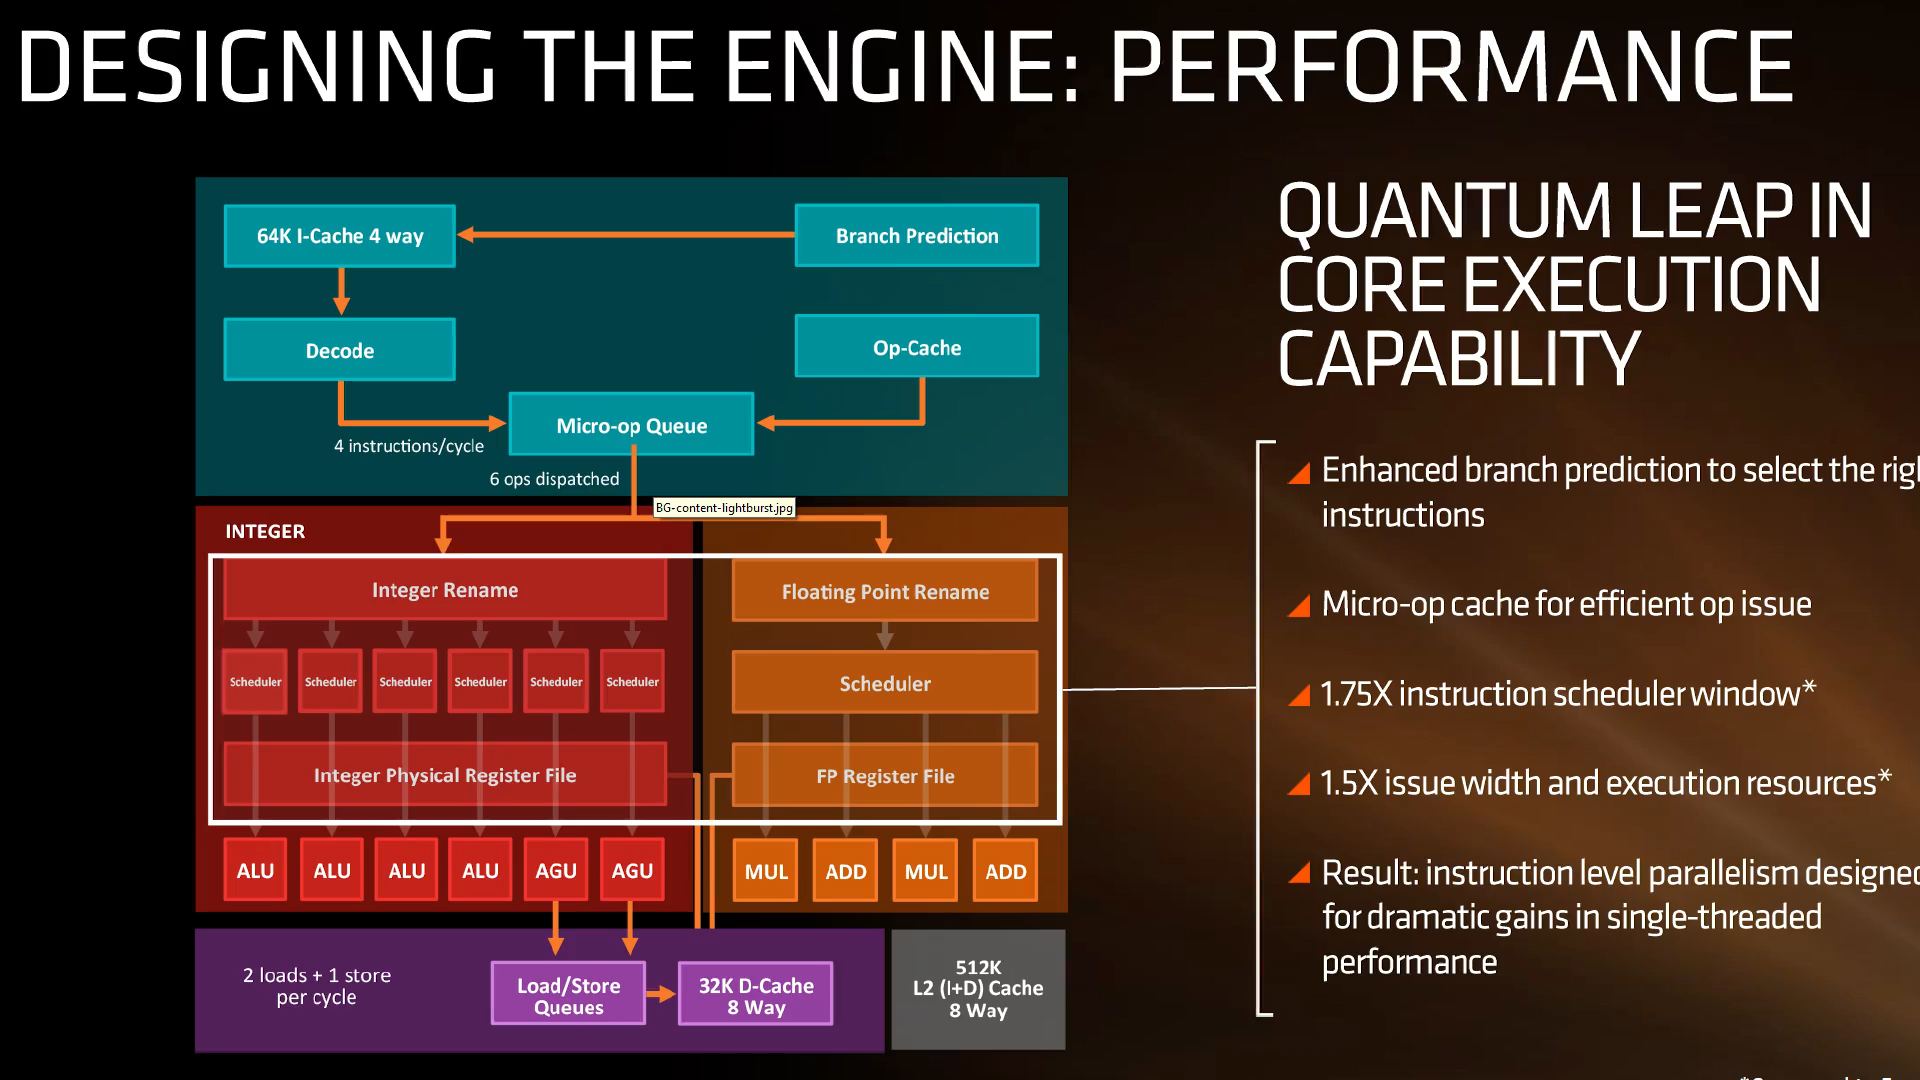 DESIGNING THE ENGINE: PERFORMANCE
64K I-Cache 4 way
Branch Prediction
Decode
Op-Cache
Micro-op Queue
4 instructions/cycle
6 ops dispatched
BG-content-lightburst.jpg
INTEGER
Integer Rename
Floating Point Rename
Scheduler
Scheduler
Scheduler
Scheduler
Scheduler
Scheduler
Scheduler
Integer Physical Register File
FP Register File
ALU
ALU
ALU
ALU
AGU
AGU
MUL
ADD
MUL
ADD
2 loads + 1 store
per cycle
Load/Store
Queues
32K D-Cache
8 Way
512K
L2 (I+D) Cache
8 Way
QUANTUM LEAP IN
CORE EXECUTION
CAPABILITY
Enhanced branch prediction to select the
instructions
Micro-op cache for efficient op issue
1.75X instruction scheduler window*
1.5X issue width and execution resources*
Result: instruction level parallelism designed
for dramatic gains in single-threaded
performance